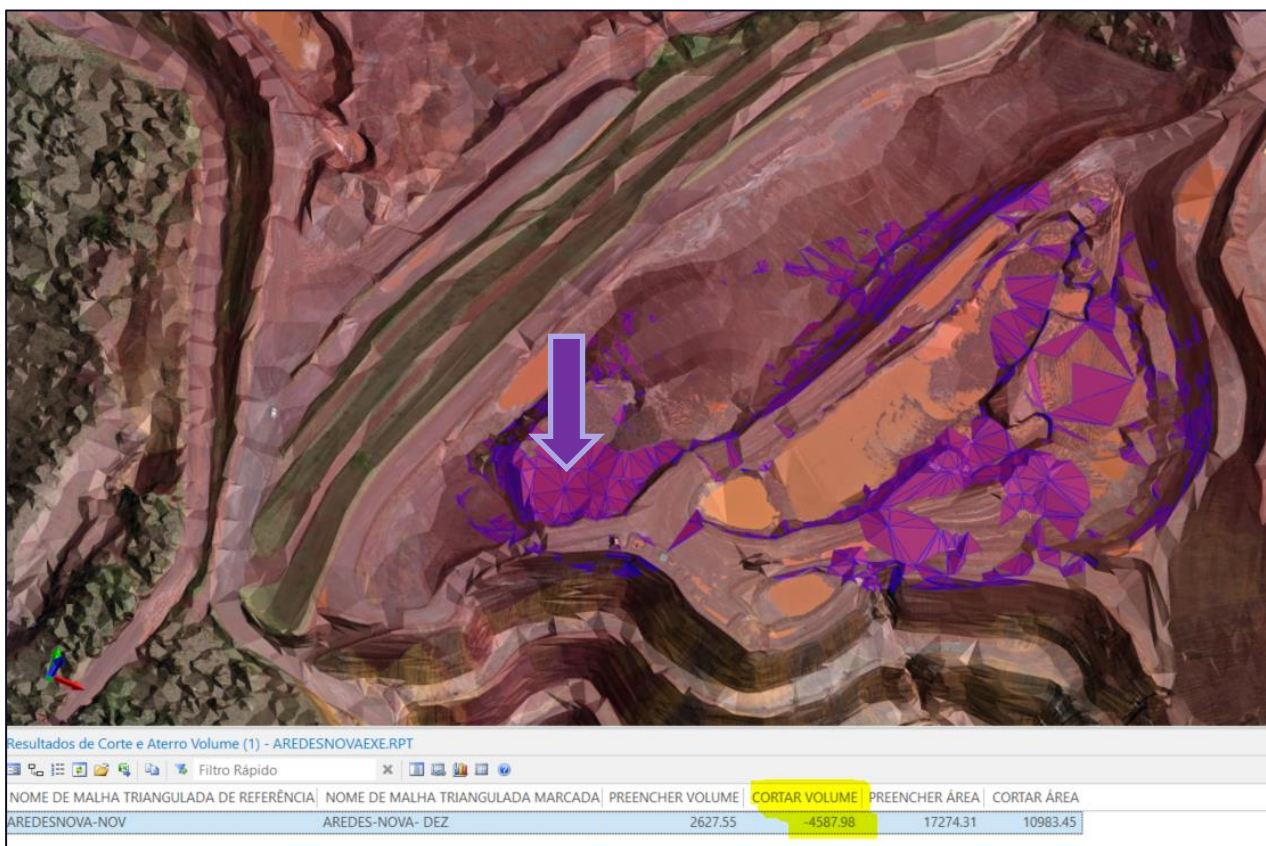 Resultados de Corte e Aterro Volume (1) - AREDESNOVAEXE.RPT
Filtro Rápido
NOME DE MALHA TRIANGULADA DE REFERÊNCIA NOME DE MALHA TRIANGULADA MARCADA PREENCHER VOLUME CORTAR VOLUME PREENCHER ÁREA CORTAR ÁREA
AREDESNOVA-NOV AREDES-NOVA- DEZ 2627.55 -4587.98 17274.31 10983.45